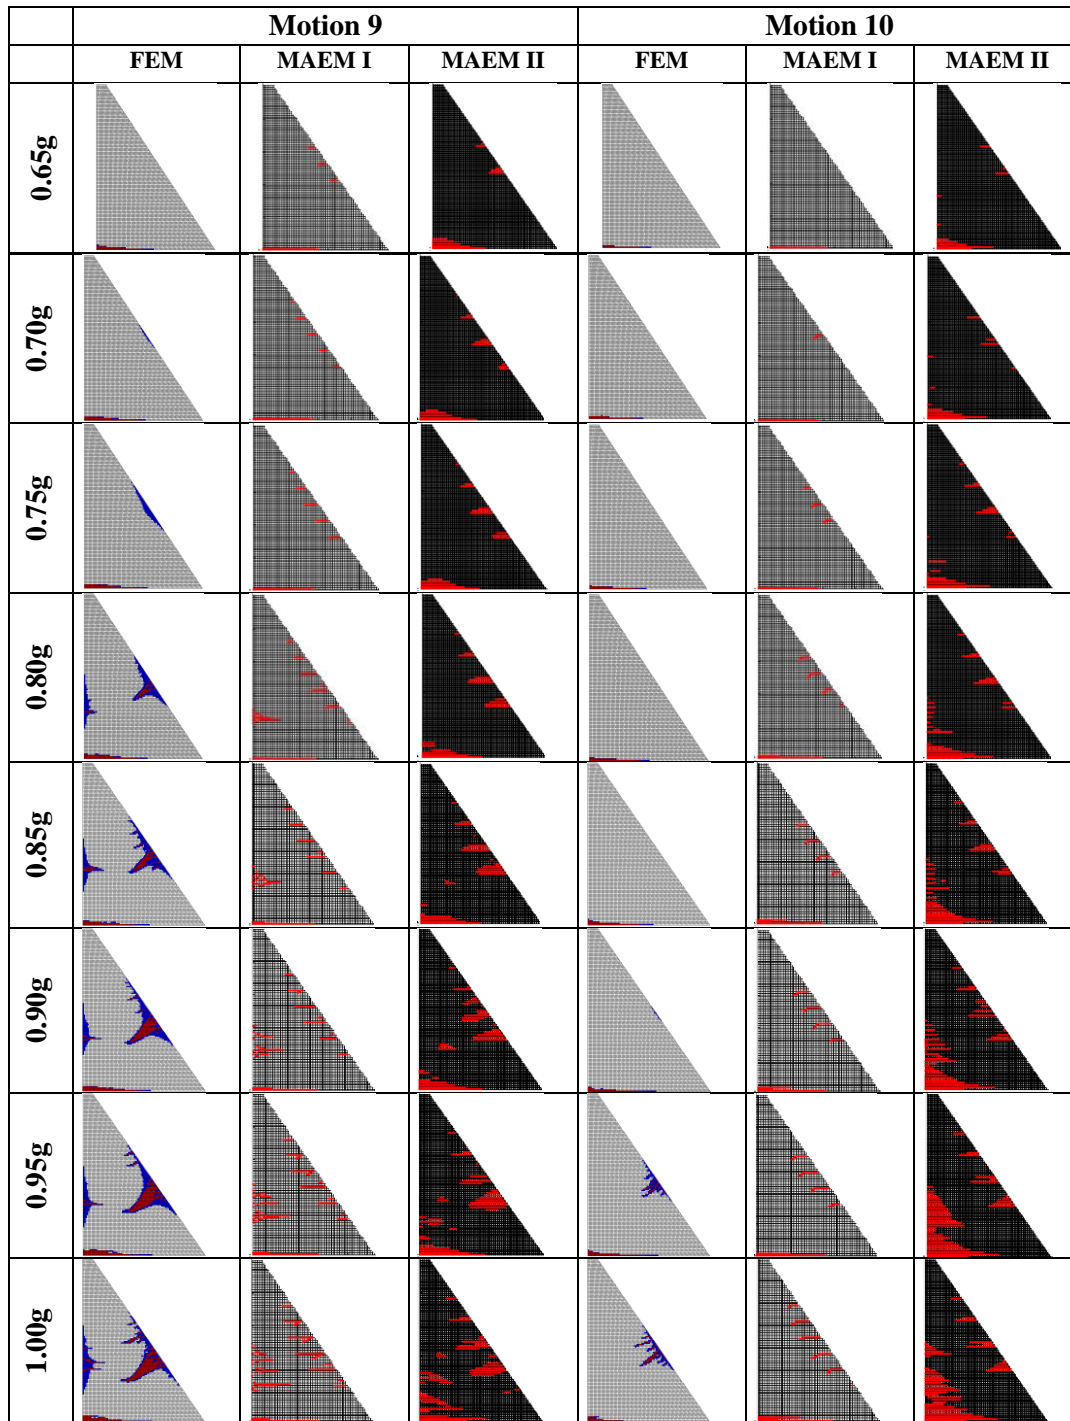 Motion 9 Motion 10
FEM MAEM I MAEM II FEM MAEM I MAEM II
0.65g
0.70g
0.75g
0.80g
0.85g
0.90g
0.95g
1.00g